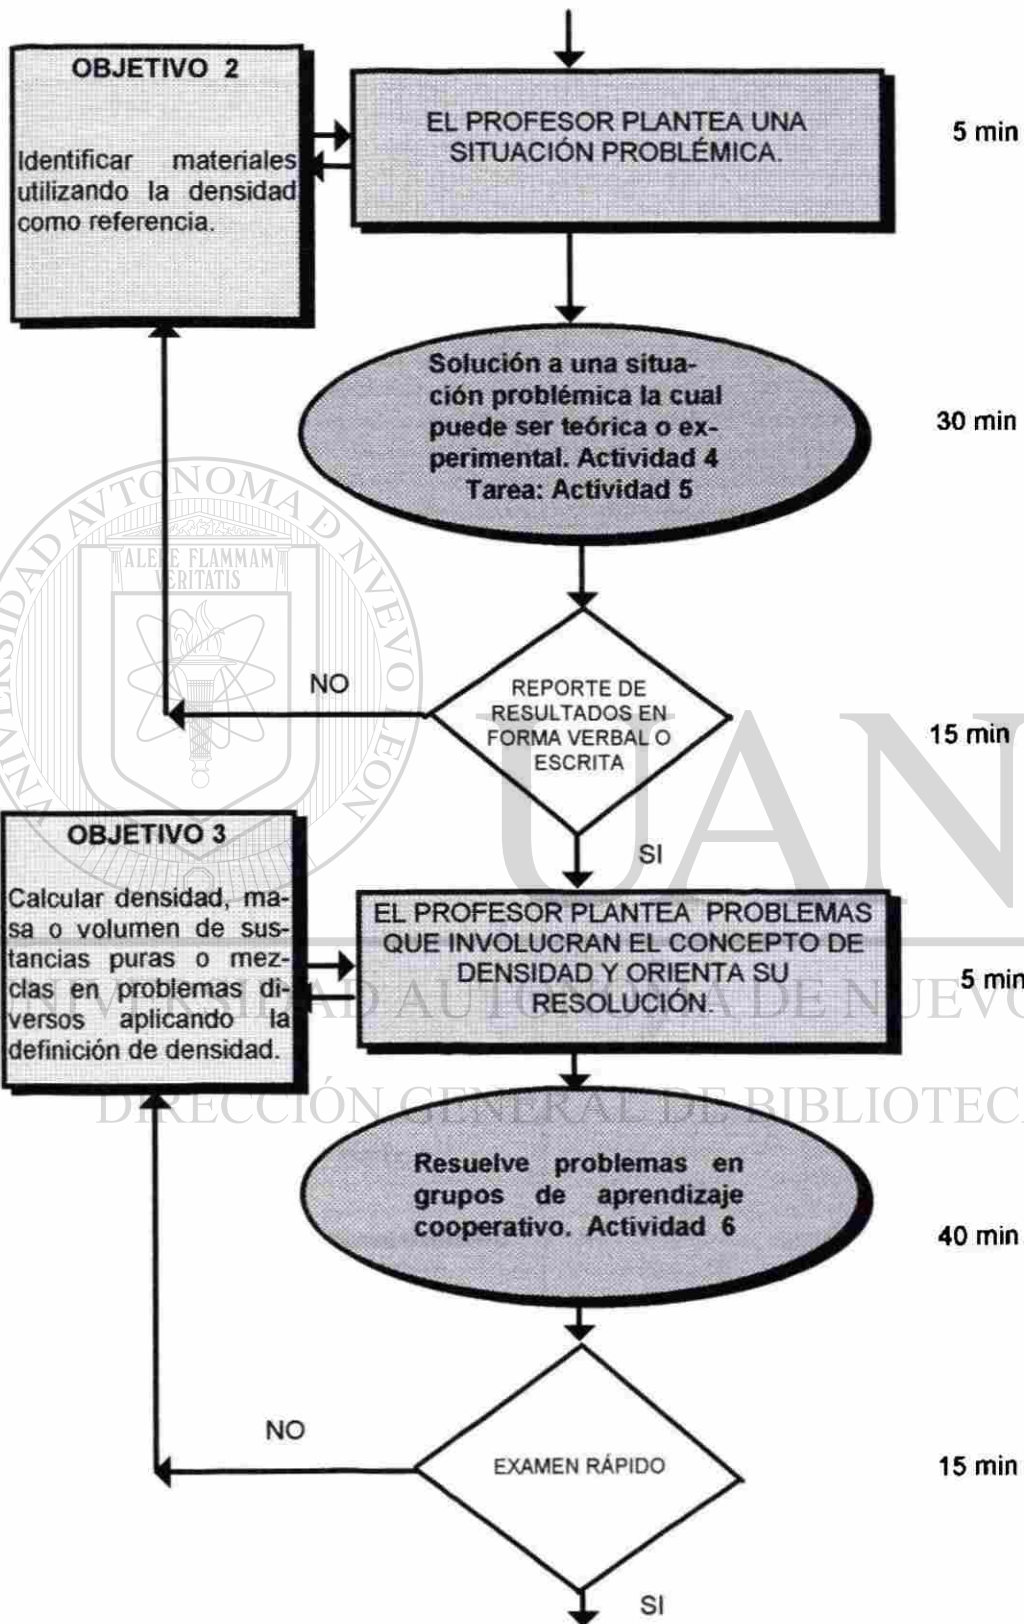 OBJETIVO 2
Identificar materiales
utilizando la densidad
como referencia.
EL PROFESOR PLANTEA UNA
SITUACIÓN PROBLÉMICA.
5 min
Solución a una situa-
ción problémica la cual
puede ser teórica o ex-
perimental. Actividad 4
Tarea: Actividad 5
30 min
REPORTE DE
RESULTADOS EN
FORMA VERBAL O
ESCRITA
NO
15 min
SI
OBJETIVO 3
Calcular densidad, ma-
sa o volumen de sus-
tancias puras o mez-
clas en problemas di-
versos aplicando la
definición de densidad.
EL PROFESOR PLANTEA PROBLEMAS
QUE INVOLUCRAN EL CONCEPTO DE
DENSIDAD Y ORIENTA SU
RESOLUCIÓN.
5 min
Resuelve problemas en
grupos de aprendizaje
cooperativo. Actividad 6
40 min
NO
EXAMEN RÁPIDO
15 min
SI
ALERE FLAMMAM
VERITATIS
UAN
DIRECCIÓN GENERAL DE BIBLIOTEC